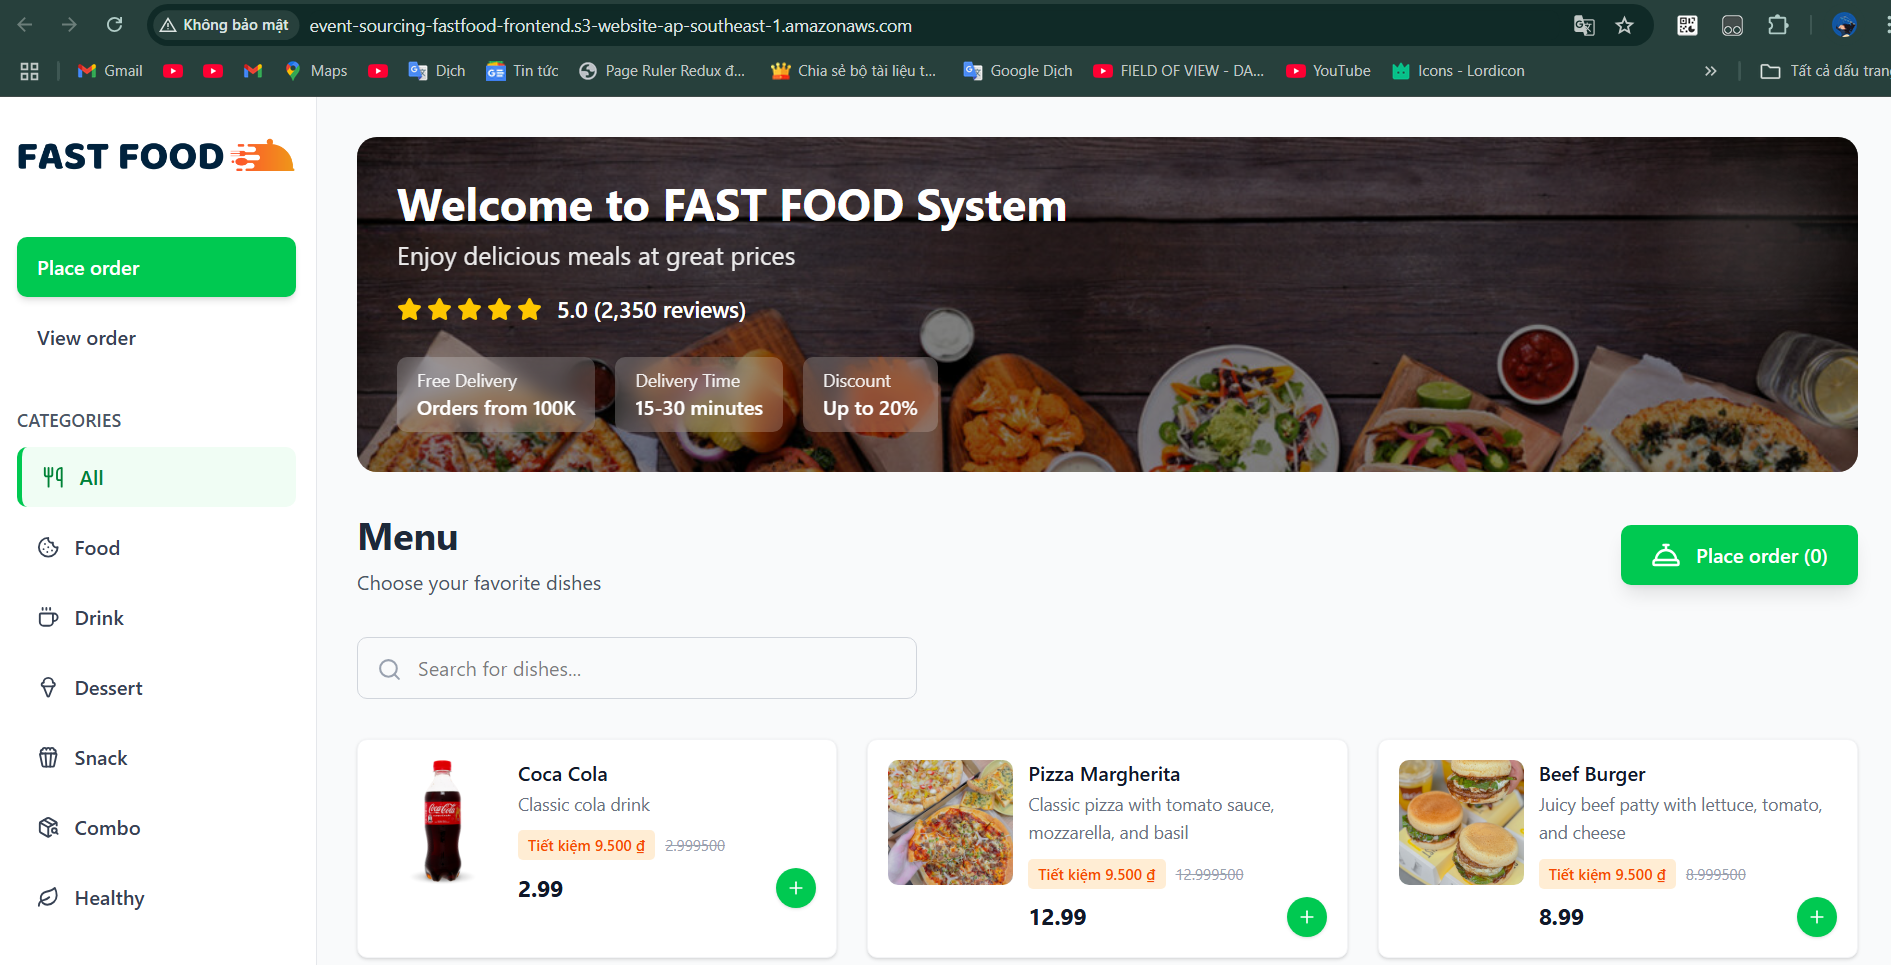 Không bảo mật
event-sourcing-fastfood-frontend.s3-website-ap-southeast-1.amazonaws.com
Gmail
Maps
Dịch
Tin tức
Page Ruler Redux đ...
Chia sẻ bộ tài liệu t...
Google Dịch
FIELD OF VIEW - DA...
YouTube
Icons - Lordicon
»
Tất cả dấu tran
FAST FOOD
Place order
View order
CATEGORIES
All
Food
Drink
Dessert
Snack
Combo
Healthy
Welcome to FAST FOOD System
Enjoy delicious meals at great prices
5.0 (2,350 reviews)
Free Delivery
Orders from 100K
Delivery Time
15-30 minutes
Discount
Up to 20%
Menu
Choose your favorite dishes
Place order (0)
Search for dishes...
Coca Cola
Classic cola drink
Tiết kiệm 9.500 ₫ 2.999500
2.99
Pizza Margherita
Classic pizza with tomato sauce,
mozzarella, and basil
Tiết kiệm 9.500 ₫ 12.999500
12.99
Beef Burger
Juicy beef patty with lettuce, tomato,
and cheese
Tiết kiệm 9.500 ₫ 8.999500
8.99
Coca-Cola